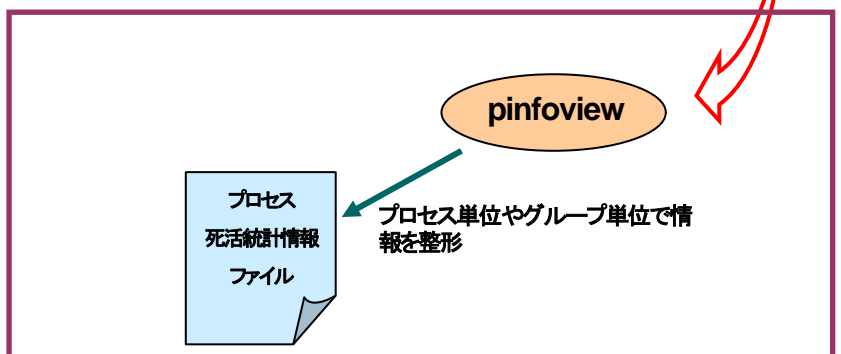 pinfoview
プロセス
死活統計情報
ファイル
プロセス単位やグループ単位で情
報を整形